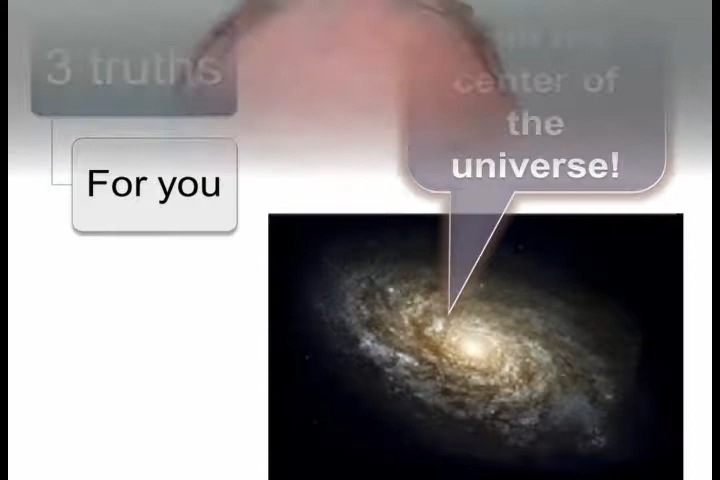 3 truths
For you
center of
the
universe!